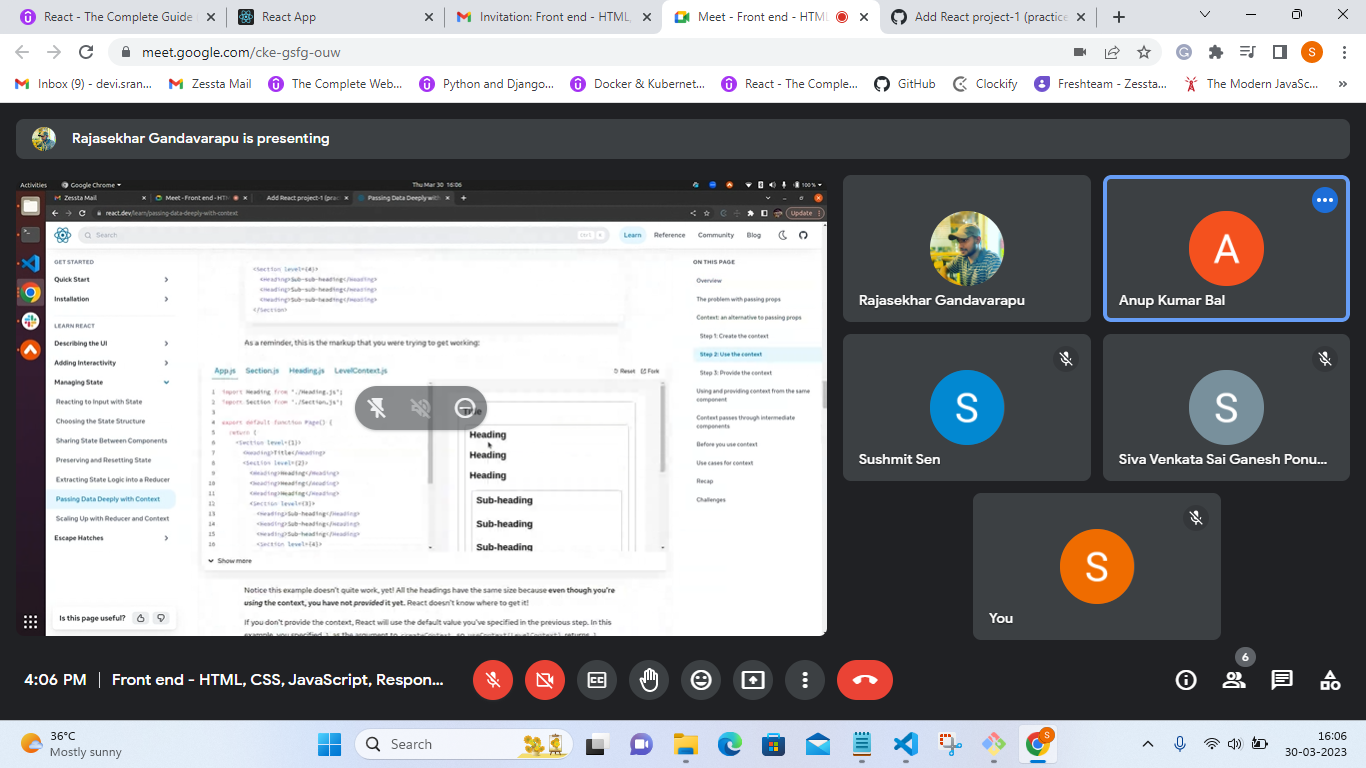 React - The Complete Guide
React App
Invitation: Front end - HTML,
Meet - Front end - HTM
Add React project-1 (practice
meet.google.com/cke-gsfg-ouw
S
Inbox (9) - devi.sran...
Zessta Mail
The Complete Web...
Python and Django...
Docker & Kubernet...
React - The Comple...
GitHub
Clockify
Freshteam - Zessta...
The Modern JavaSc...
»
Rajasekhar Gandavarapu is presenting
Activities
Google Chrome
Thu Mar 30 16:06
100 %
Zessta Mail
Meet - Front end - HTM
Add React project-1 (prac
Passing Data Deeply with
react.dev/learn/passing-data-deeply-with-context
Update
Search
Ctrl
K
Learn
Reference
Community
Blog
GET STARTED
Quick Start
Installation
LEARN REACT
Describing the UI
Adding Interactivity
Managing State
Reacting to Input with State
Choosing the State Structure
Sharing State Between Components
Preserving and Resetting State
Extracting State Logic into a Reducer
Passing Data Deeply with Context
Scaling Up with Reducer and Context
Escape Hatches
Is this page useful?
<Section level={4}>
<Heading>Sub-sub-heading</Heading>
<Heading>Sub-sub-heading</Heading>
<Heading>Sub-sub-heading</Heading>
</Section>
As a reminder, this is the markup that you were trying to get working:
App.js
Section.js
Heading.js
LevelContext.js
Reset
Fork
1 import Heading from './Heading.js';
2 import Section from './Section.js';
3
4 export default function Page() {
5 return (
6 <Section level={1}>
7 <Heading>Title</Heading>
8 <Section level={2}>
9 <Heading>Heading</Heading>
10 <Heading>Heading</Heading>
11 <Heading>Heading</Heading>
12 <Section level={3}>
13 <Heading>Sub-heading</Heading>
14 <Heading>Sub-heading</Heading>
15 <Heading>Sub-heading</Heading>
16 <Section level={4}>
Title
Heading
Heading
Heading
Sub-heading
Sub-heading
Sub-heading
Show more
Notice this example doesn't quite work, yet! All the headings have the same size because even though you're
using the context, you have not provided it yet. React doesn't know where to get it!
If you don't provide the context, React will use the default value you've specified in the previous step. In this
example, you specified 1 as the argument to createContext, so useContext(LevelContext) returns 1
ON THIS PAGE
Overview
The problem with passing props
Context: an alternative to passing props
Step 1: Create the context
Step 2: Use the context
Step 3: Provide the context
Using and providing context from the same
component
Context passes through intermediate
components
Before you use context
Use cases for context
Recap
Challenges
Rajasekhar Gandavarapu
A
Anup Kumar Bal
S
Sushmit Sen
S
Siva Venkata Sai Ganesh Ponu...
S
You
4:06 PM
Front end - HTML, CSS, JavaScript, Respon...
6
36°C
Mostly sunny
Search
S
16:06
30-03-2023